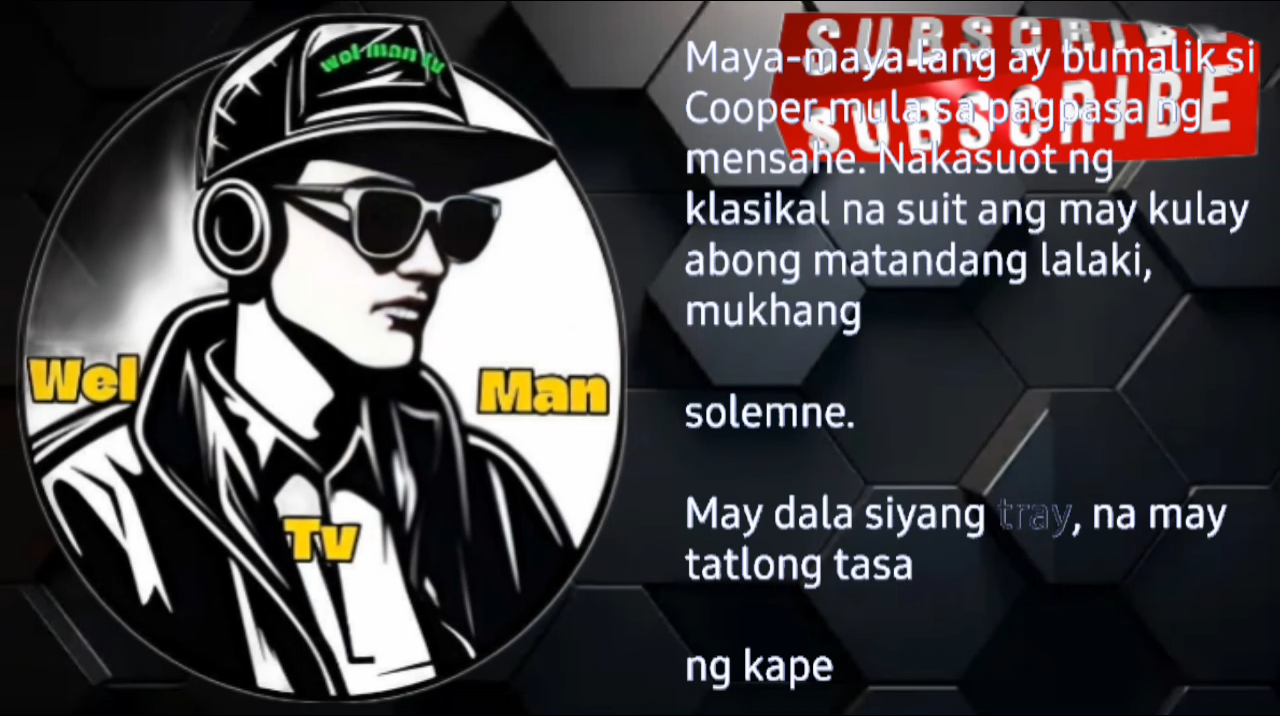 wel man tv
Wel
Man
Tv
SUBSCRIBE
SUBSCRIBE
Maya-maya lang ay bumalik si
Cooper mula sa pagpasa ng
mensahe. Nakasuot ng
klasikal na suit ang may kulay
abong matandang lalaki,
mukhang
solemne.
May dala siyang tray, na may
tatlong tasa
ng kape